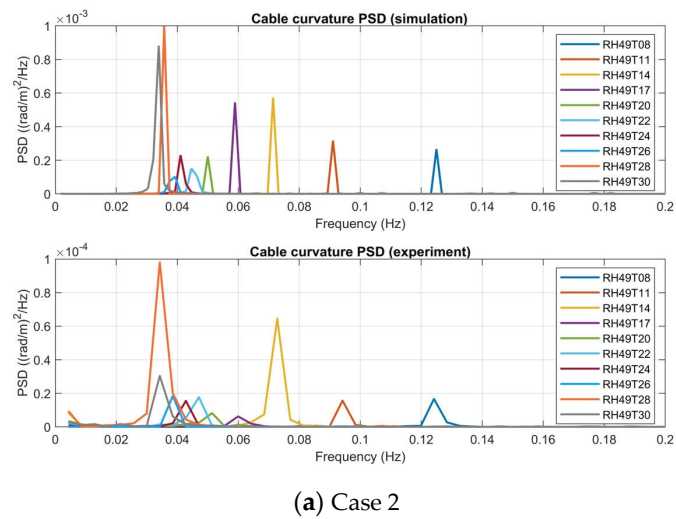 Cable curvature PSD (simulation)
×10⁻³
PSD ((rad/m)²/Hz)
1
0.8
0.6
0.4
0.2
0
0 0.02 0.04 0.06 0.08 0.1 0.12 0.14 0.16 0.18 0.2
Frequency (Hz)
RH49T08
RH49T11
RH49T14
RH49T17
RH49T20
RH49T22
RH49T24
RH49T26
RH49T28
RH49T30
Cable curvature PSD (experiment)
×10⁻⁴
PSD ((rad/m)²/Hz)
1
0.8
0.6
0.4
0.2
0
0 0.02 0.04 0.06 0.08 0.1 0.12 0.14 0.16 0.18 0.2
Frequency (Hz)
RH49T08
RH49T11
RH49T14
RH49T17
RH49T20
RH49T22
RH49T24
RH49T26
RH49T28
RH49T30
(a) Case 2